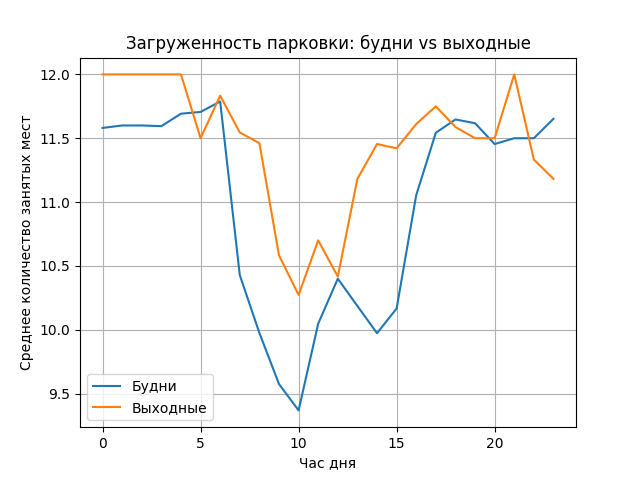 Загруженность парковки: будни vs выходные
12.0
11.5
11.0
10.5
10.0
9.5
Среднее количество занятых мест
Будни
Выходные
0 5 10 15 20
Час дня